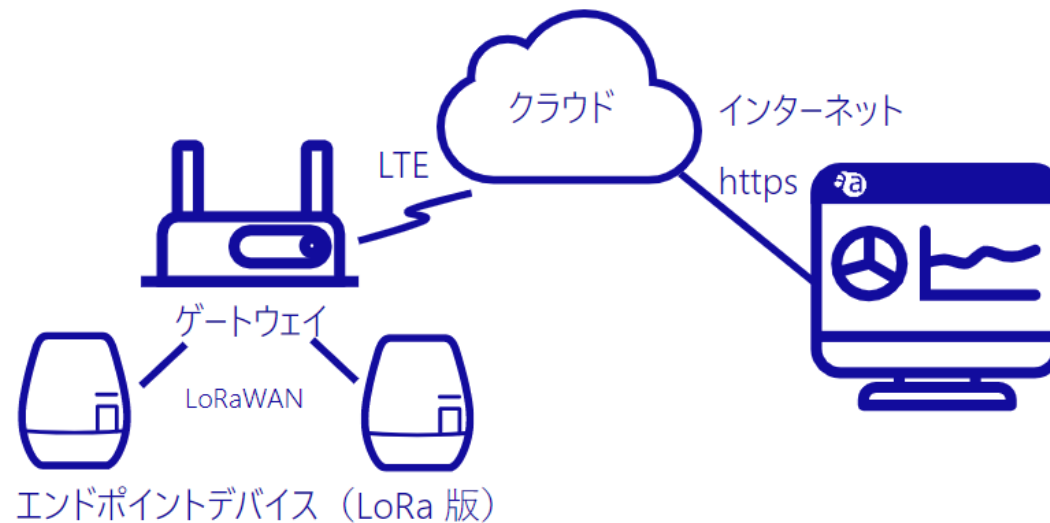 クラウド
インターネット
LTE
https
ゲートウェイ
LoRaWAN
エンドポイントデバイス（LoRa 版）